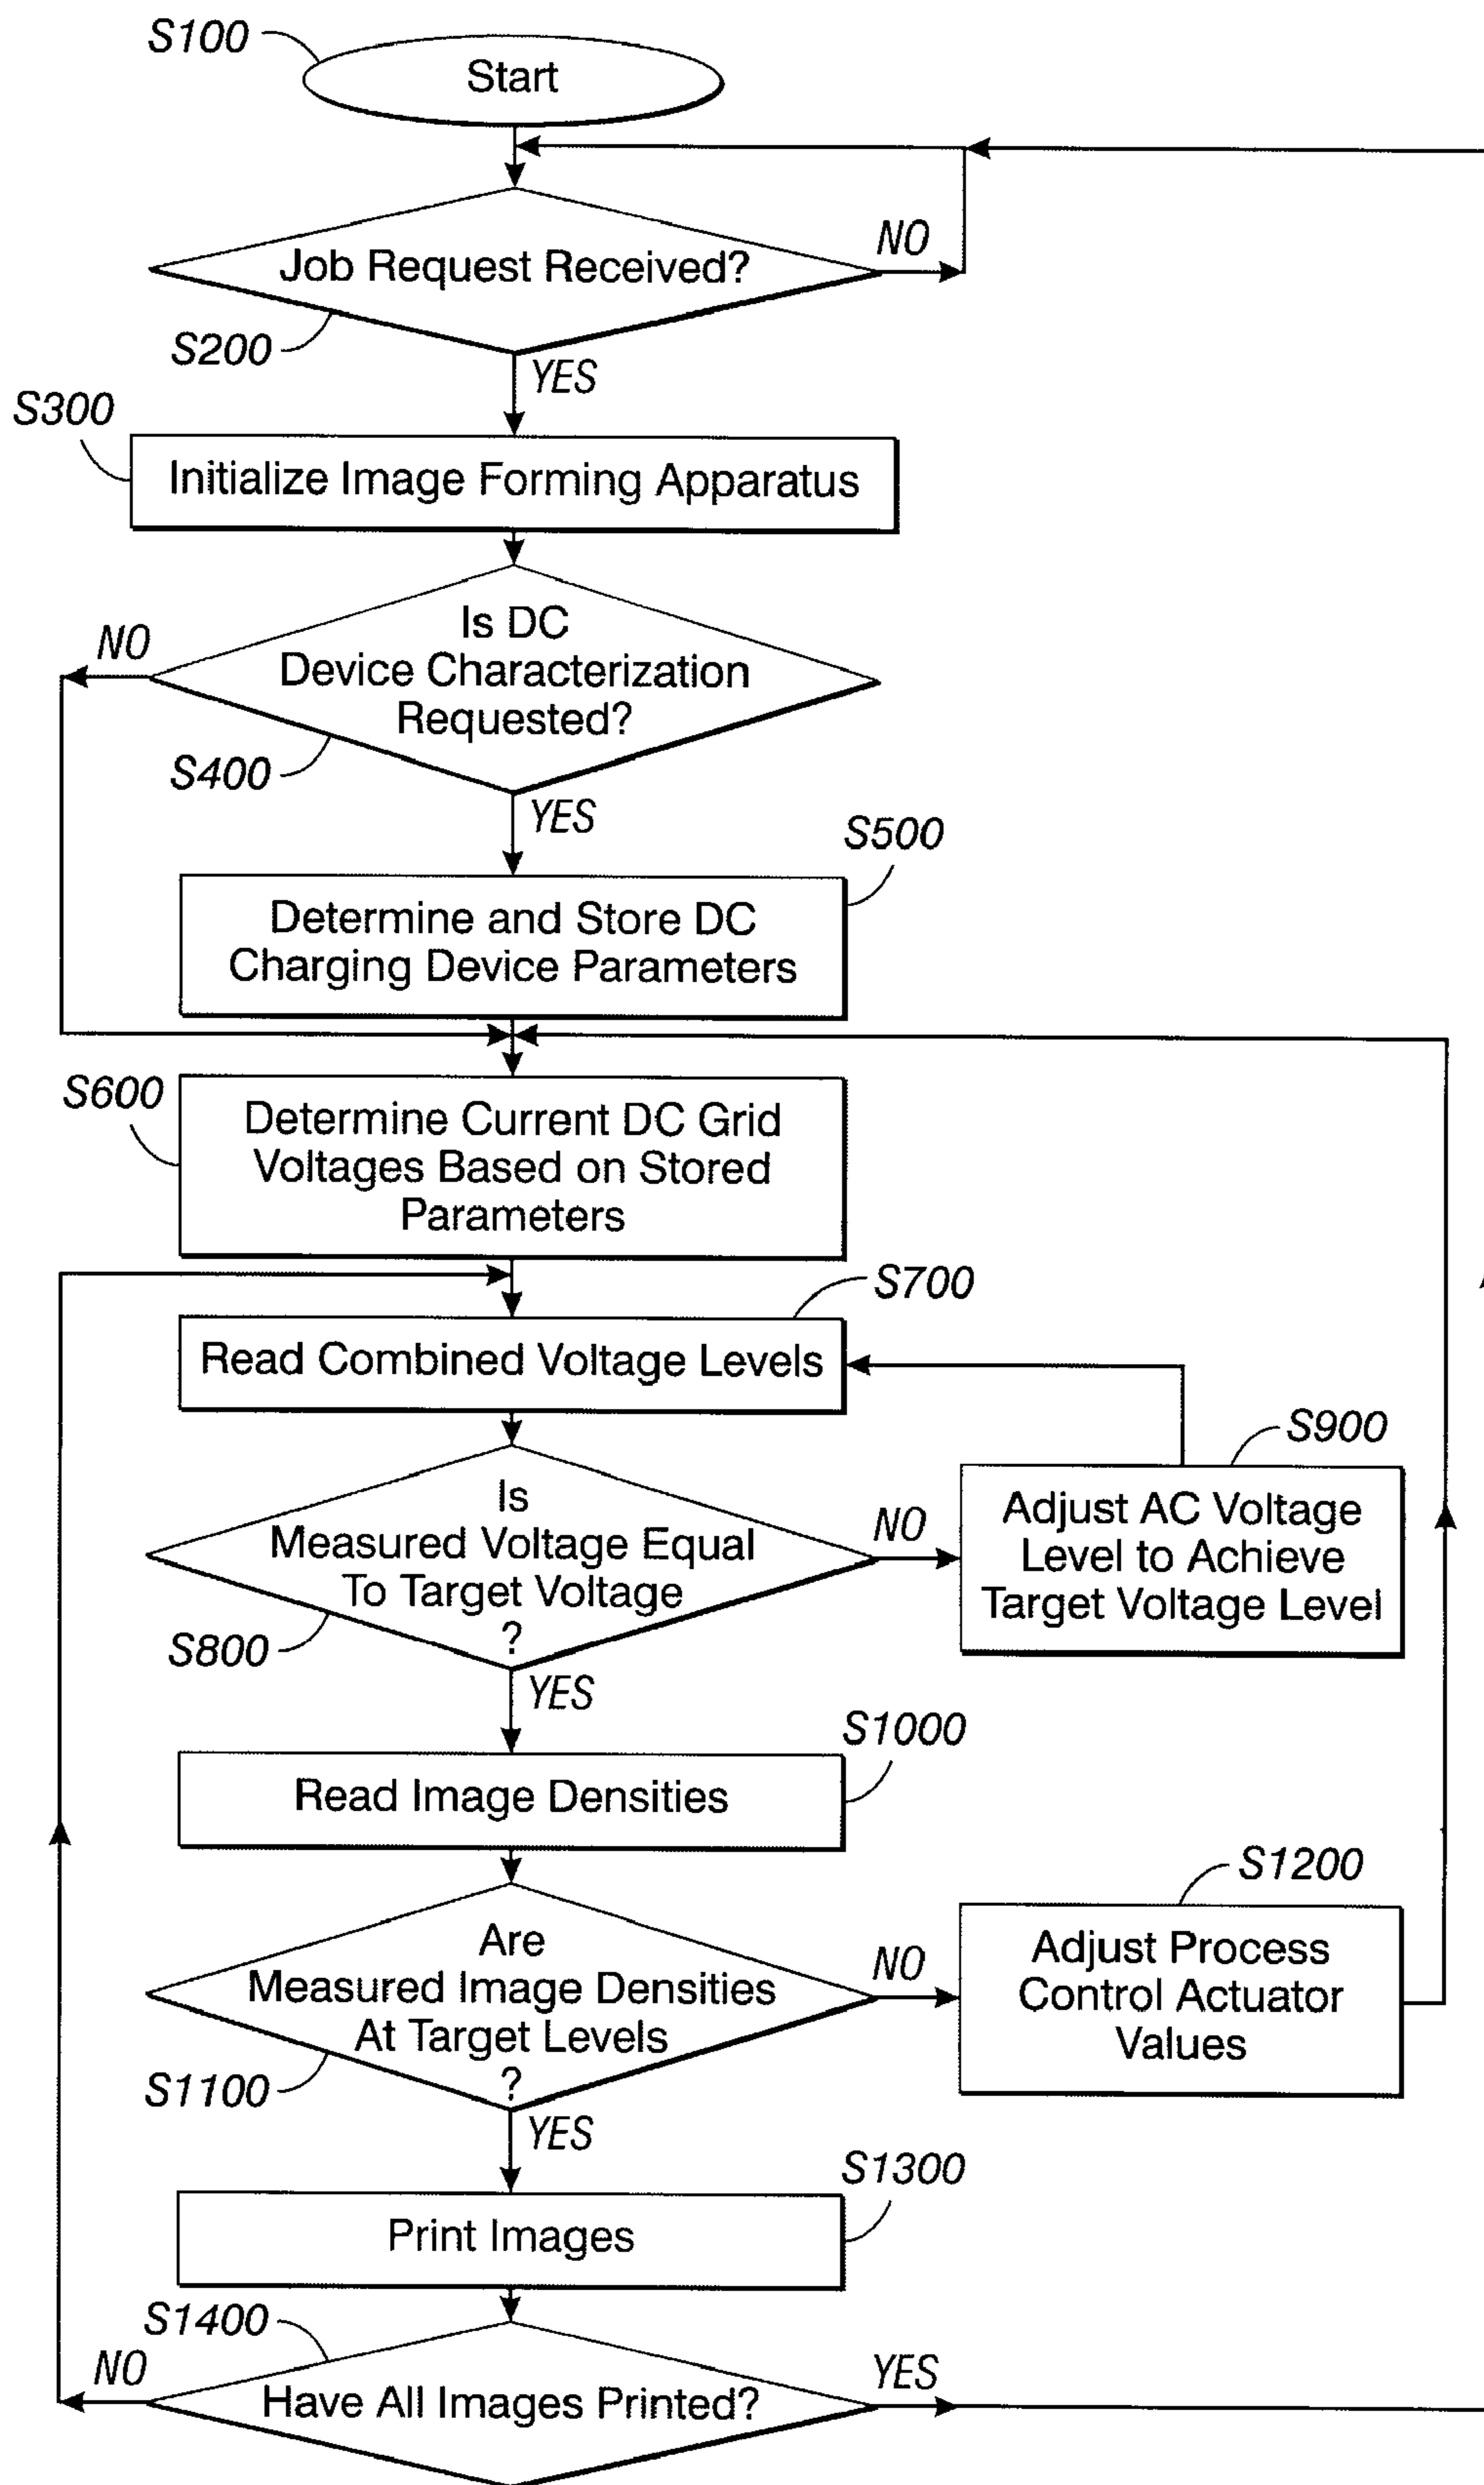 S100
Start
Job Request Received?
NO
S200
YES
S300
Initialize Image Forming Apparatus
NO
Is DC
Device Characterization
Requested?
S400
YES
S500
Determine and Store DC
Charging Device Parameters
S600
Determine Current DC Grid
Voltages Based on Stored
Parameters
S700
Read Combined Voltage Levels
S900
Is
Measured Voltage Equal
To Target Voltage
?
NO
Adjust AC Voltage
Level to Achieve
Target Voltage Level
S800
YES
S1000
Read Image Densities
S1200
Are
Measured Image Densities
At Target Levels
?
NO
Adjust Process
Control Actuator
Values
S1100
YES
S1300
Print Images
S1400
NO
Have All Images Printed?
YES